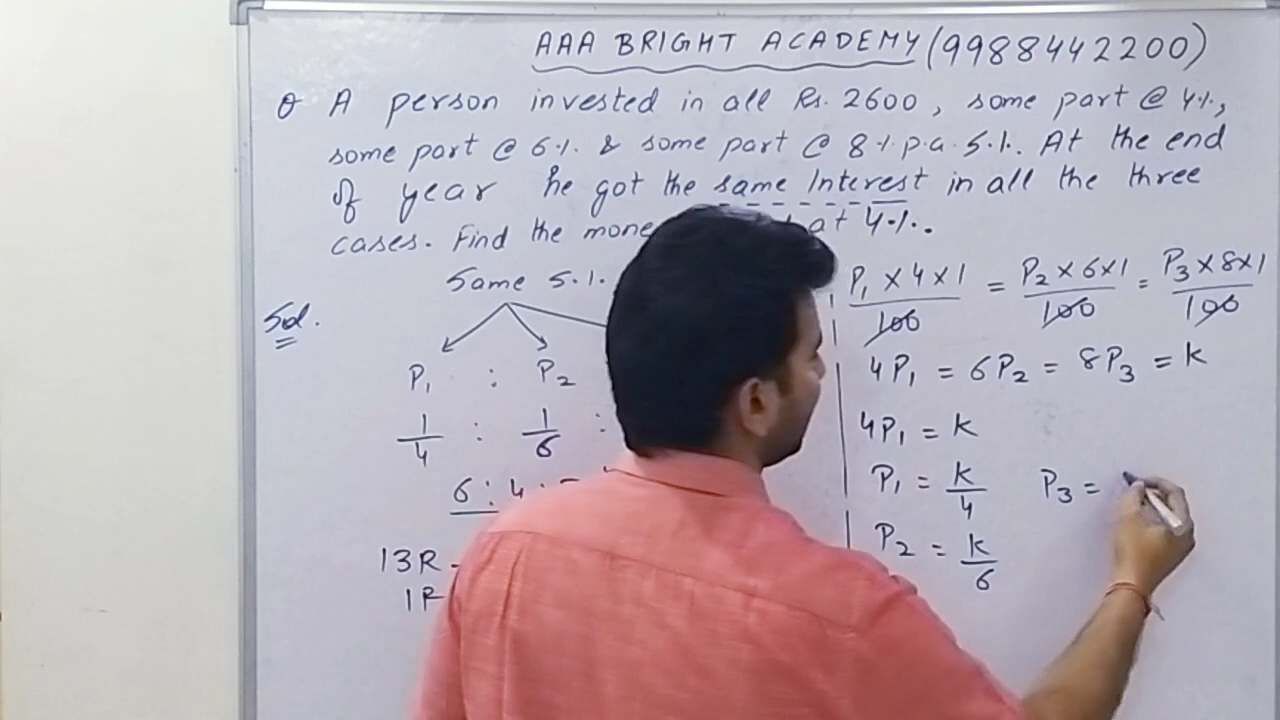 AAA BRIGHT ACADEMY (9988442200)
Q A person invested in all Rs. 2600, some part @ 4%,
some part @ 6% & some part @ 8% p.a. S.I. At the end
of year he got the same Interest in all the three
cases. Find the mone at 4%.
Same S.I.
Sol.
P1 : P2
1/4 : 1/6 :
6 : 4 :
13R
1R
P1 × 4 × 1 / 100 = P2 × 6 × 1 / 100 = P3 × 8 × 1 / 100
4P1 = 6P2 = 8P3 = k
4P1 = k
P1 = k/4 P3 =
P2 = k/6